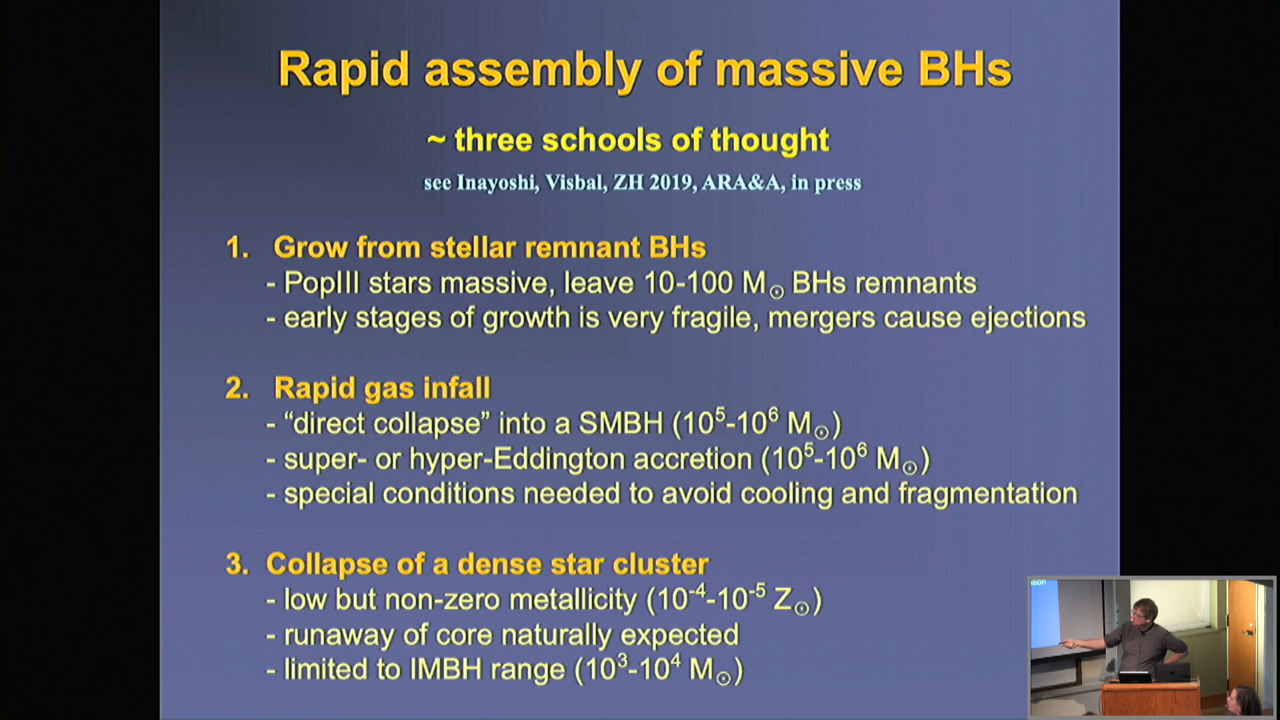 Rapid assembly of massive BHs
~ three schools of thought
see Inayoshi, Visbal, ZH 2019, ARA&A, in press
1. Grow from stellar remnant BHs
- PopIII stars massive, leave 10-100 M☉ BHs remnants
- early stages of growth is very fragile, mergers cause ejections
2. Rapid gas infall
- “direct collapse” into a SMBH (10⁵-10⁶ M☉)
- super- or hyper-Eddington accretion (10⁵-10⁶ M☉)
- special conditions needed to avoid cooling and fragmentation
3. Collapse of a dense star cluster
- low but non-zero metallicity (10⁻⁴-10⁻⁵ Z☉)
- runaway of core naturally expected
- limited to IMBH range (10³-10⁴ M☉)